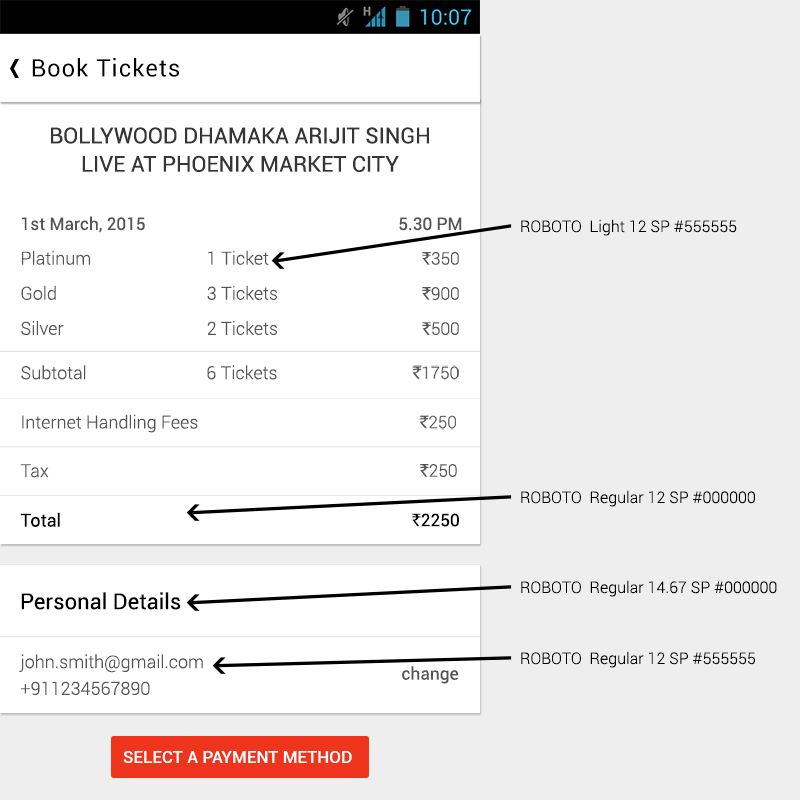 H 10:07
Book Tickets
BOLLYWOOD DHAMAKA ARIJIT SINGH
LIVE AT PHOENIX MARKET CITY
1st March, 2015 5.30 PM
ROBOTO Light 12 SP #555555
Platinum 1 Ticket ₹350
Gold 3 Tickets ₹900
Silver 2 Tickets ₹500
Subtotal 6 Tickets ₹1750
Internet Handling Fees ₹250
Tax ₹250
ROBOTO Regular 12 SP #000000
Total ₹2250
ROBOTO Regular 14.67 SP #000000
Personal Details
ROBOTO Regular 12 SP #555555
john.smith@gmail.com
change
+911234567890
SELECT A PAYMENT METHOD